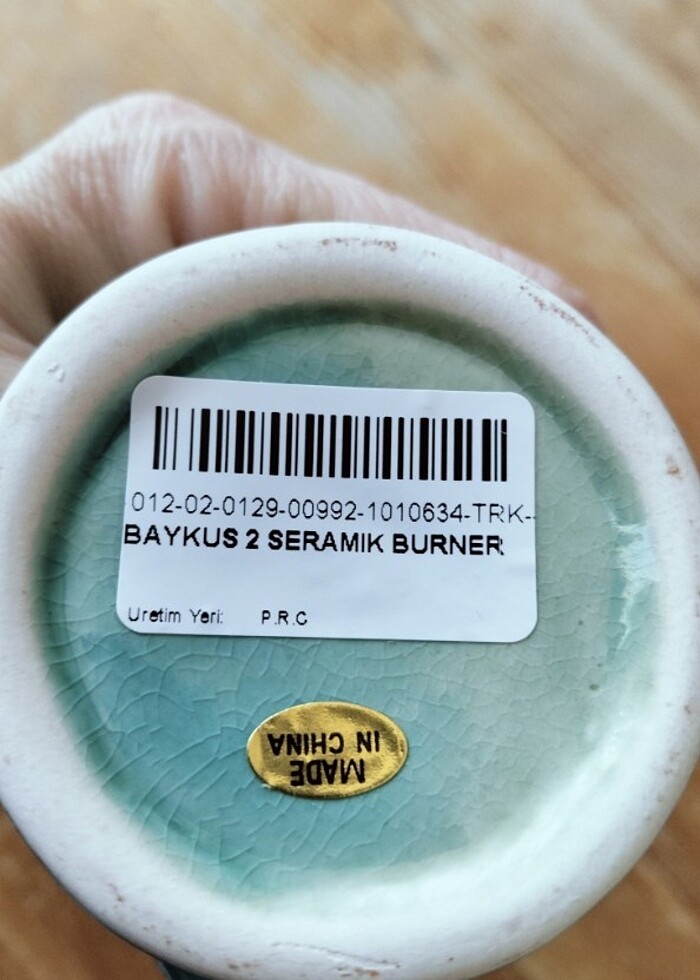 012-02-0129-00992-1010634-TRK-
BAYKUS 2 SERAMIK BURNER
Uretim Yeri: P.R.C
MADE
IN CHINA